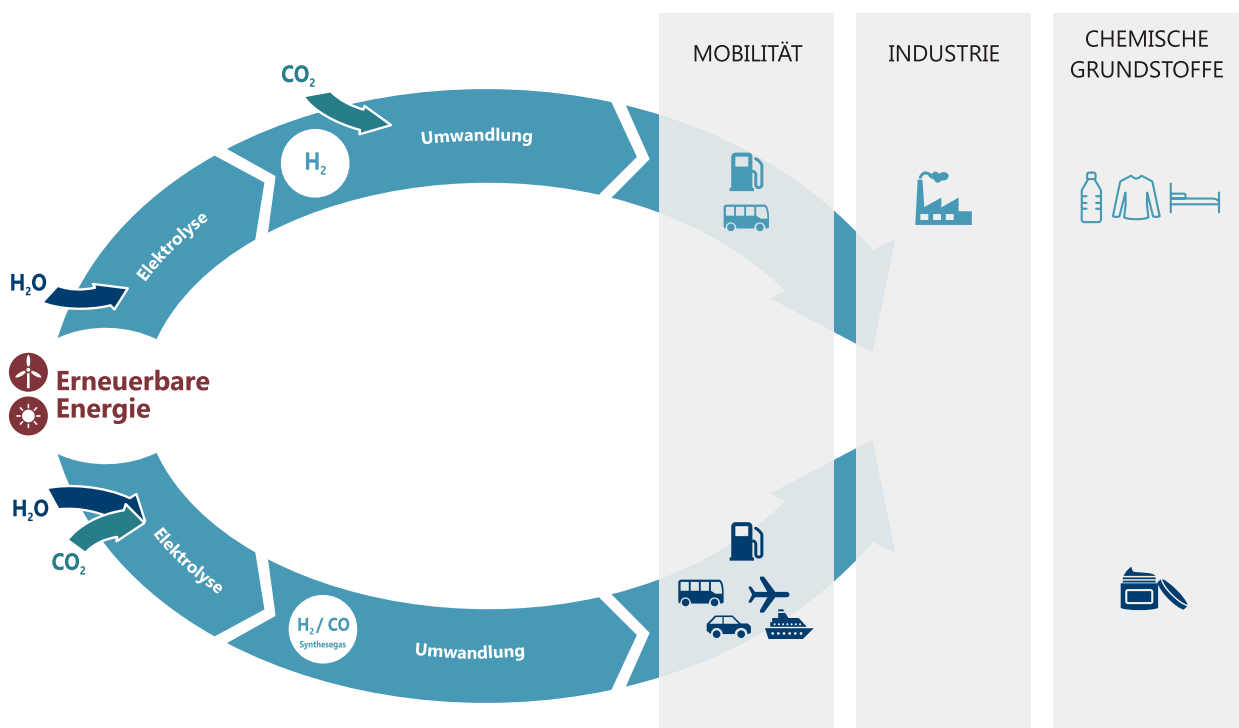 MOBILITÄT
INDUSTRIE
CHEMISCHE
GRUNDSTOFFE
CO₂
Umwandlung
H₂
Elektrolyse
H₂O
Erneuerbare
Energie
H₂O
CO₂
Elektrolyse
H₂/ CO
Synthesegas
Umwandlung